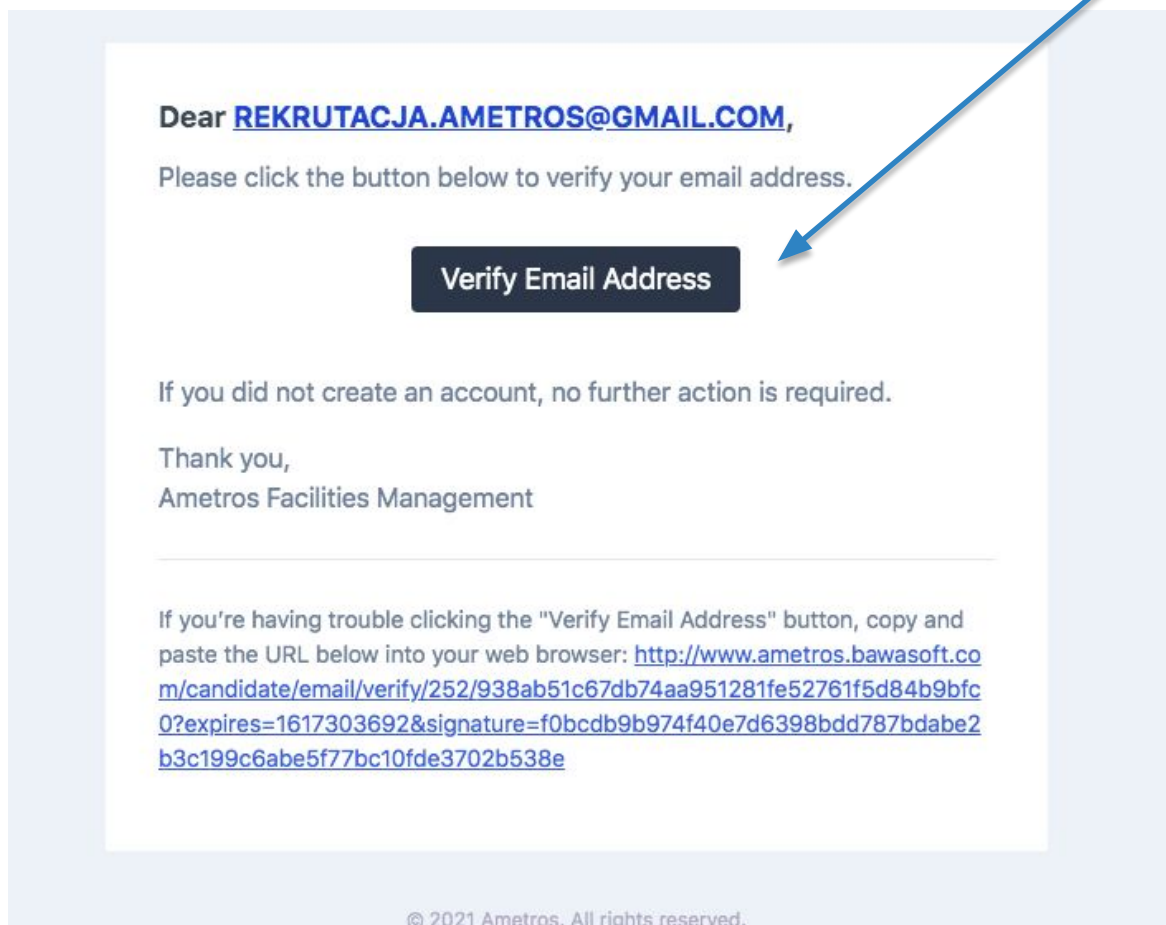 Dear REKRUTACJA.AMETROS@GMAIL.COM,
Please click the button below to verify your email address.
Verify Email Address
If you did not create an account, no further action is required.
Thank you,
Ametros Facilities Management
If you're having trouble clicking the "Verify Email Address" button, copy and
paste the URL below into your web browser: http://www.ametros.bawasoft.co
m/candidate/email/verify/252/938ab51c67db74aa951281fe52761f5d84b9bfc
0?expires=1617303692&signature=f0bcdb9b974f40e7d6398bdd787bdabe2
b3c199c6abe5f77bc10fde3702b538e
© 2021 Ametros. All rights reserved.